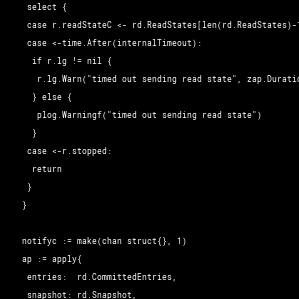 select {
case r.readStateC <- rd.ReadStates[len(rd.ReadStates)-
case <-time.After(internalTimeout):
if r.lg != nil {
r.lg.Warn("timed out sending read state", zap.Duratio
} else {
plog.Warningf("timed out sending read state")
}
case <-r.stopped:
return
}
}
notifyc := make(chan struct{}, 1)
ap := apply{
entries: rd.CommittedEntries,
snapshot: rd.Snapshot,